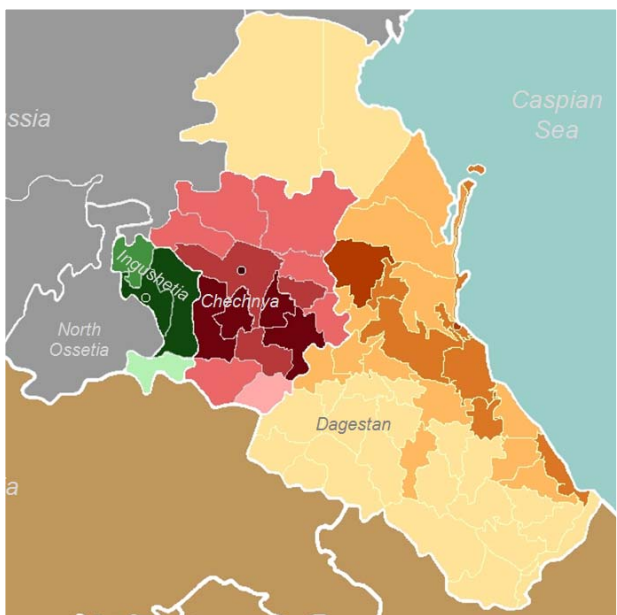 Caspian
Sea
ssia
Ingushetia
Chechnya
North
Ossetia
Dagestan
a